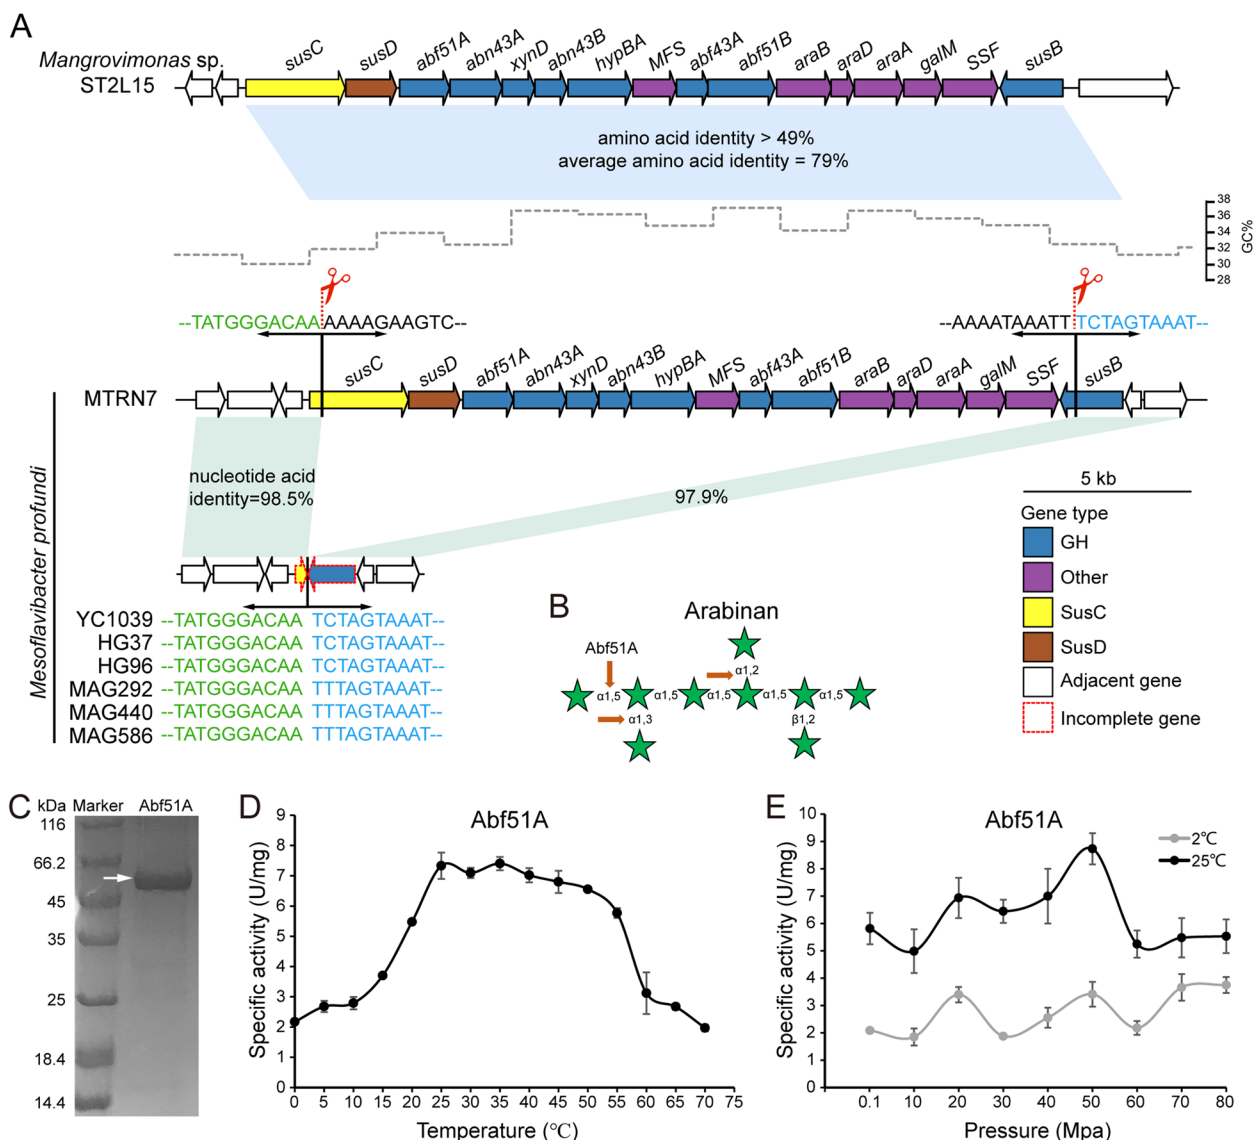 A
Mangrovimonas sp.
ST2L15
susC susD abf51A abn43A xynD abn43B hypBA MFS abf43A abf51B araB araD araA galM SSF susB
amino acid identity > 49%
average amino acid identity = 79%
38
36
34
32
30
28
GC%
--TATGGGACAA AAAAGAAGTC--
--AAAATAAATT TCTAGTAAAT--
MTRN7
susC susD abf51A abn43A xynD abn43B hypBA MFS abf43A abf51B araB araD araA galM SSF susB
nucleotide acid
identity=98.5%
97.9%
Mesoflavibacter profundi
YC1039 --TATGGGACAA TCTAGTAAAT--
HG37 --TATGGGACAA TCTAGTAAAT--
HG96 --TATGGGACAA TCTAGTAAAT--
MAG292 --TATGGGACAA TTTAGTAAAT--
MAG440 --TATGGGACAA TTTAGTAAAT--
MAG586 --TATGGGACAA TTTAGTAAAT--
5 kb
Gene type
GH
Other
SusC
SusD
Adjacent gene
Incomplete gene
B
Arabinan
Abf51A
α1,2
α1,5 α1,5 α1,5 α1,5 α1,5
α1,3 β1,2
C
kDa Marker Abf51A
116
66.2
45
35
25
18.4
14.4
D
Abf51A
Specific activity (U/mg)
9
8
7
6
5
4
3
2
1
0
0 5 10 15 20 25 30 35 40 45 50 55 60 65 70 75
Temperature (℃)
E
Abf51A
2℃
25℃
Specific activity (U/mg)
10
9
8
7
6
5
4
3
2
1
0
0.1 10 20 30 40 50 60 70 80
Pressure (Mpa)